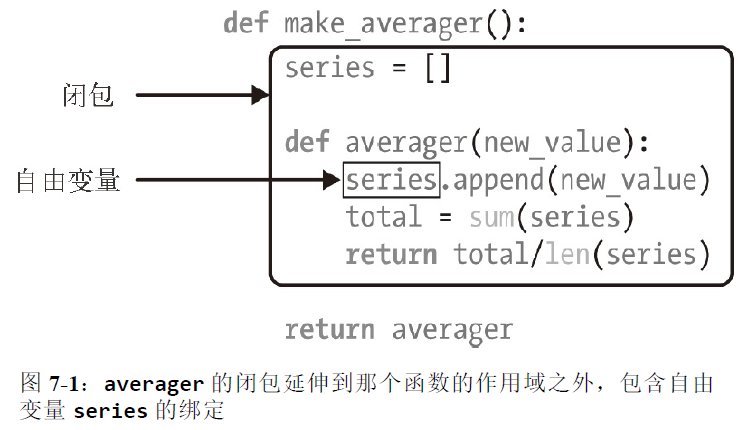 def make_averager():
series = []
闭包
def averager(new_value):
自由变量
series.append(new_value)
total = sum(series)
return total/len(series)
return averager
图 7-1：averager 的闭包延伸到那个函数的作用域之外，包含自由
变量 series 的绑定